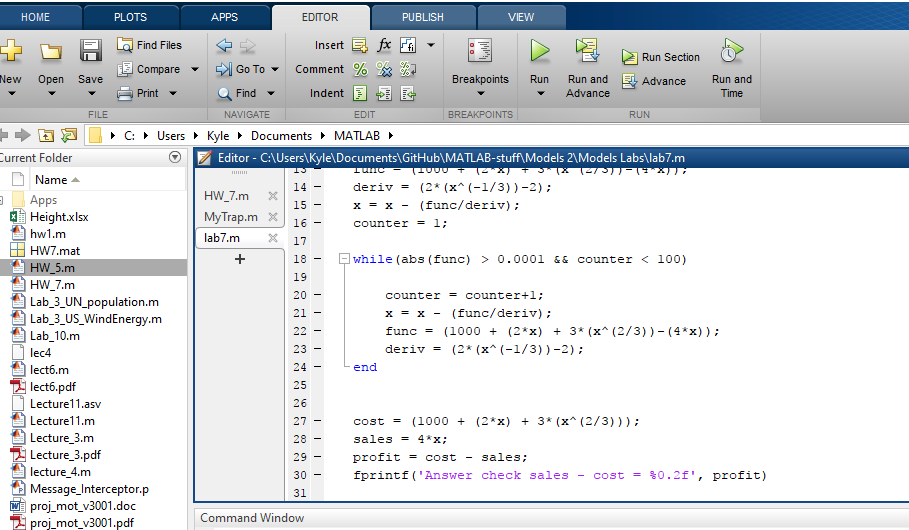 HOME PLOTS APPS EDITOR PUBLISH VIEW
Find Files Insert fx
Compare Go To Comment Run Section
New Open Save Print Find Indent Breakpoints Run Run and Advance Advance Run and Time
FILE NAVIGATE EDIT BREAKPOINTS RUN
C: Users Kyle Documents MATLAB
Current Folder
Name
Apps
Height.xlsx
hw1.m
HW7.mat
HW_5.m
HW_7.m
Lab_3_UN_population.m
Lab_3_US_WindEnergy.m
Lab_10.m
lec4
lect6.m
lect6.pdf
Lecture11.asv
Lecture11.m
Lecture_3.m
Lecture_3.pdf
lecture_4.m
Message_Interceptor.p
proj_mot_v3001.doc
proj_mot_v3001.pdf
Editor - C:\Users\Kyle\Documents\GitHub\MATLAB-stuff\Models 2\Models Labs\lab7.m
HW_7.m
MyTrap.m
lab7.m
+
13 - func = (1000 + (2*x) + 3*(x^(2/3))-(4*x));
14 - deriv = (2*(x^(-1/3))-2);
15 - x = x - (func/deriv);
16 - counter = 1;
17
18 - while(abs(func) > 0.0001 && counter < 100)
19
20 - counter = counter+1;
21 - x = x - (func/deriv);
22 - func = (1000 + (2*x) + 3*(x^(2/3))-(4*x));
23 - deriv = (2*(x^(-1/3))-2);
24 - end
25
26
27 - cost = (1000 + (2*x) + 3*(x^(2/3)));
28 - sales = 4*x;
29 - profit = cost - sales;
30 - fprintf('Answer check sales - cost = %0.2f', profit)
31
Command Window